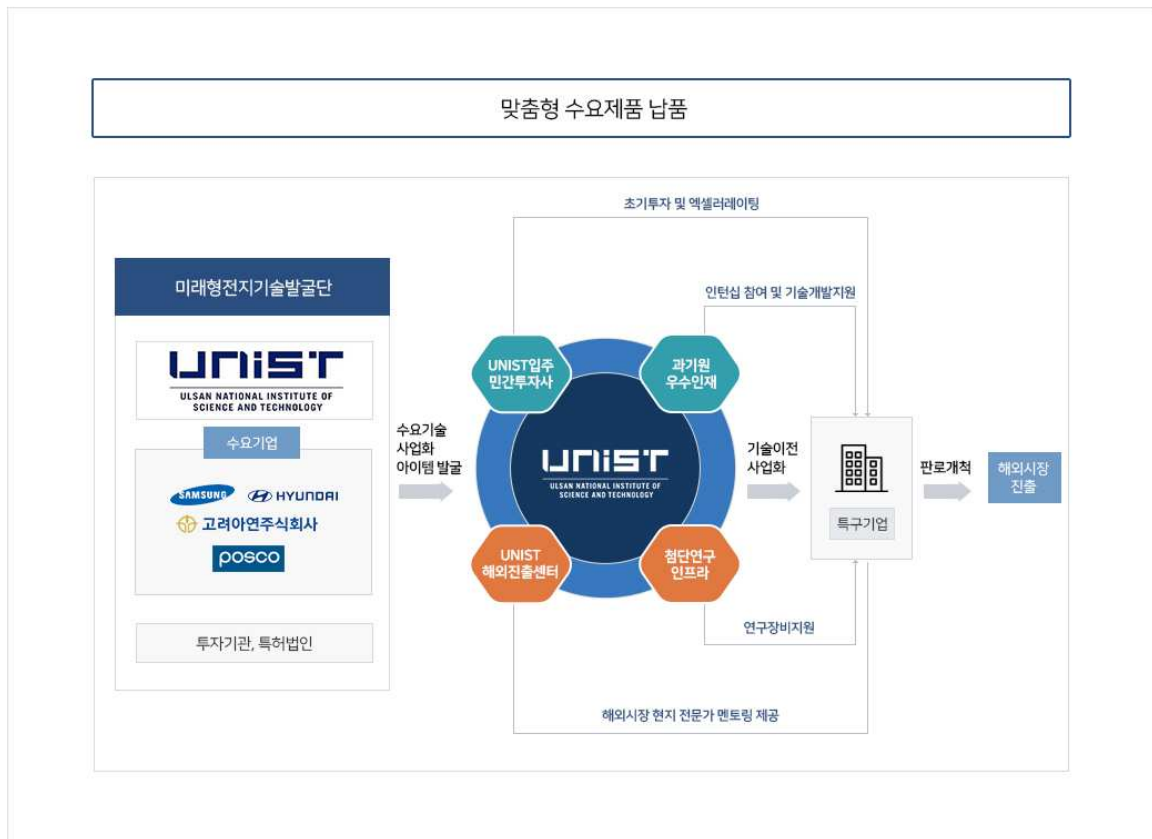 맞춤형 수요제품 납품
초기투자 및 엑셀러레이팅
미래형전지기술발굴단
인턴십 참여 및 기술개발지원
UNIST
ULSAN NATIONAL INSTITUTE OF
SCIENCE AND TECHNOLOGY
수요기업
SAMSUNG
HYUNDAI
고려아연주식회사
posco
투자기관, 특허법인
수요기술
사업화
아이템 발굴
UNIST입주
민간투자사
과기원
우수인재
UNIST
ULSAN NATIONAL INSTITUTE OF
SCIENCE AND TECHNOLOGY
UNIST
해외진출센터
첨단연구
인프라
기술이전
사업화
특구기업
판로개척
해외시장
진출
연구장비지원
해외시장 현지 전문가 멘토링 제공